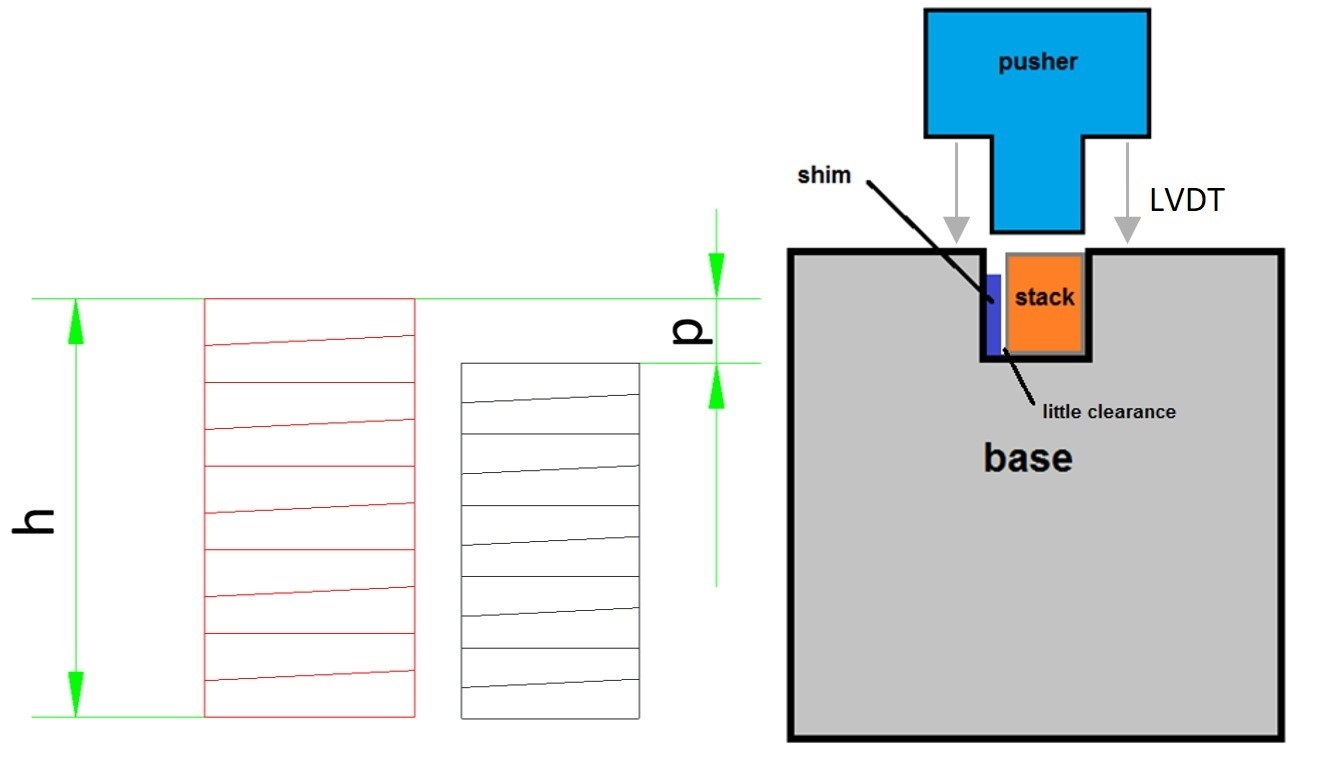 h
p
pusher
shim
LVDT
stack
little clearance
base